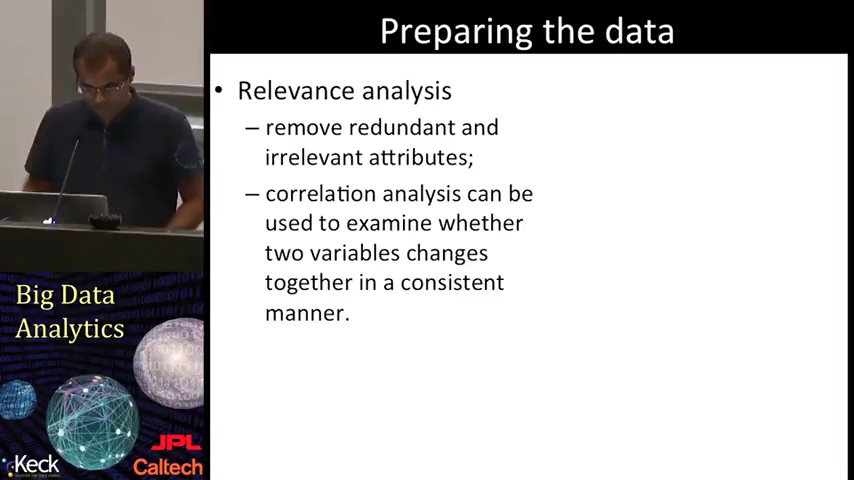 Preparing the data
• Relevance analysis
– remove redundant and
irrelevant attributes;
– correlation analysis can be
used to examine whether
two variables changes
together in a consistent
manner.
Big Data
Analytics
JPL
Keck
Caltech